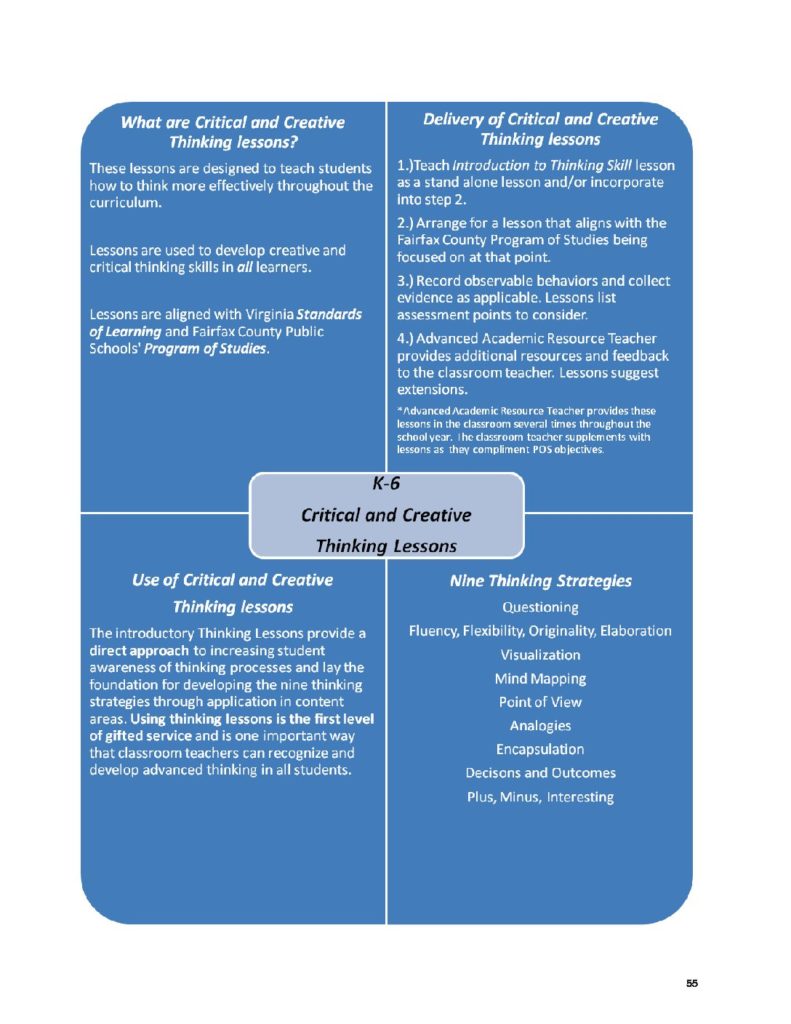 What are Critical and Creative
Thinking lessons?
These lessons are designed to teach students
how to think more effectively throughout the
curriculum.
Lessons are used to develop creative and
critical thinking skills in all learners.
Lessons are aligned with Virginia Standards
of Learning and Fairfax County Public
Schools' Program of Studies.
Delivery of Critical and Creative
Thinking lessons
1.)Teach Introduction to Thinking Skill lesson
as a stand alone lesson and/or incorporate
into step 2.
2.) Arrange for a lesson that aligns with the
Fairfax County Program of Studies being
focused on at that point.
3.) Record observable behaviors and collect
evidence as applicable. Lessons list
assessment points to consider.
4.) Advanced Academic Resource Teacher
provides additional resources and feedback
to the classroom teacher. Lessons suggest
extensions.
*Advanced Academic Resource Teacher provides these
lessons in the classroom several times throughout the
school year. The classroom teacher supplements with
lessons as they compliment POS objectives.
K-6
Critical and Creative
Thinking Lessons
Use of Critical and Creative
Thinking lessons
The introductory Thinking Lessons provide a
direct approach to increasing student
awareness of thinking processes and lay the
foundation for developing the nine thinking
strategies through application in content
areas. Using thinking lessons is the first level
of gifted service and is one important way
that classroom teachers can recognize and
develop advanced thinking in all students.
Nine Thinking Strategies
Questioning
Fluency, Flexibility, Originality, Elaboration
Visualization
Mind Mapping
Point of View
Analogies
Encapsulation
Decisons and Outcomes
Plus, Minus, Interesting
55